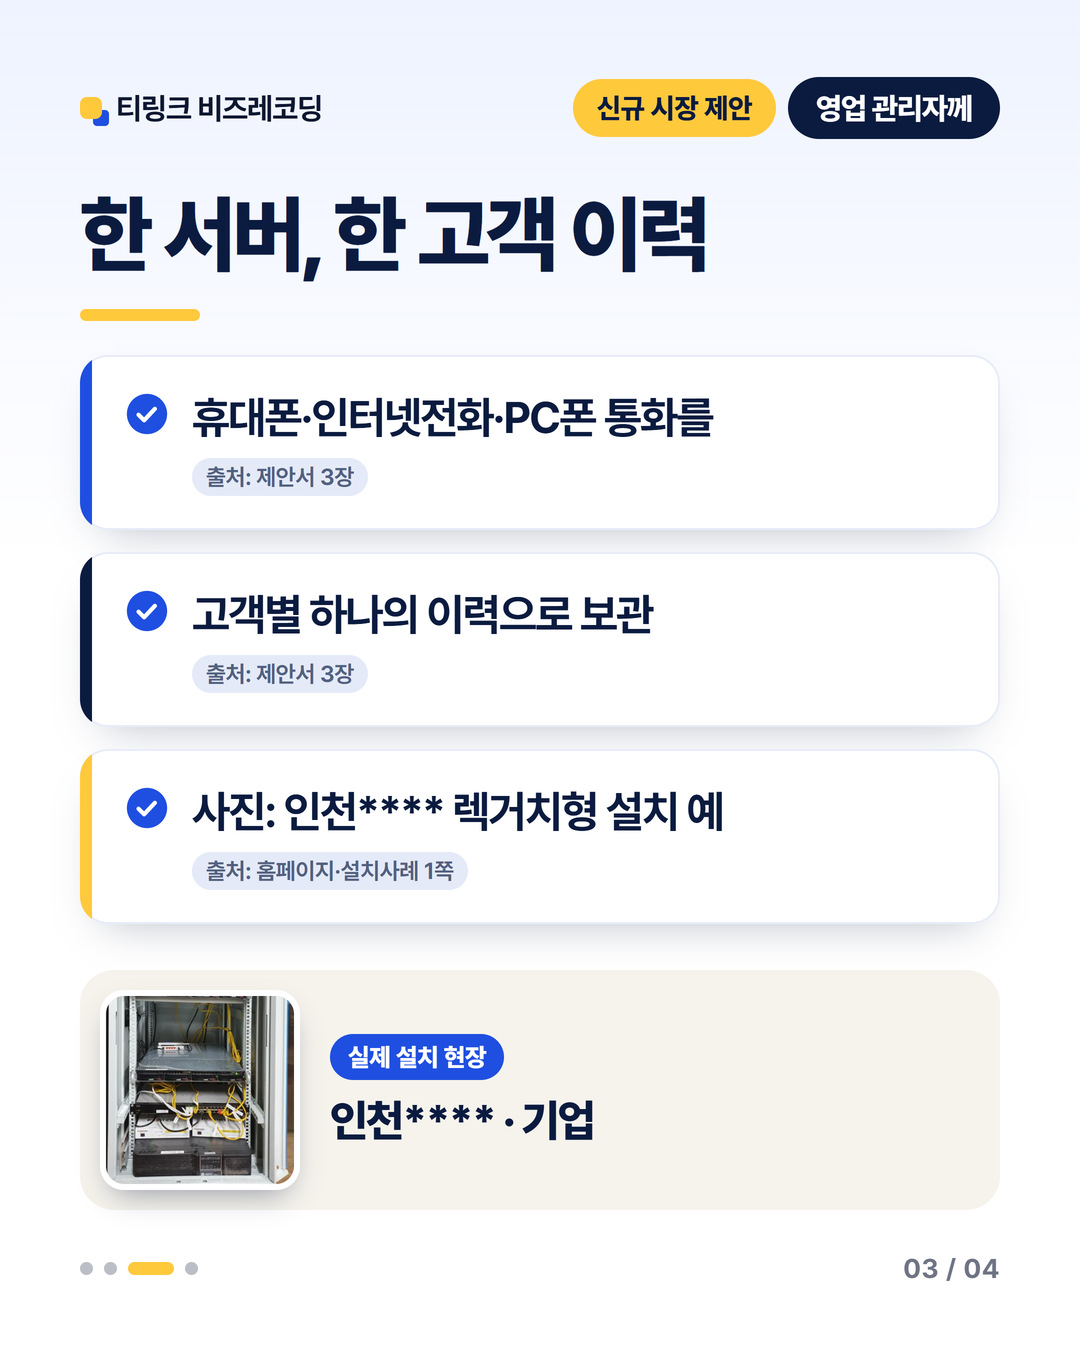 티링크 비즈레코딩
신규 시장 제안
영업 관리자께
한 서버, 한 고객 이력
휴대폰·인터넷전화·PC폰 통화를
출처: 제안서 3장
고객별 하나의 이력으로 보관
출처: 제안서 3장
사진: 인천**** 렉거치형 설치 예
출처: 홈페이지·설치사례 1쪽
실제 설치 현장
인천**** · 기업
03 / 04